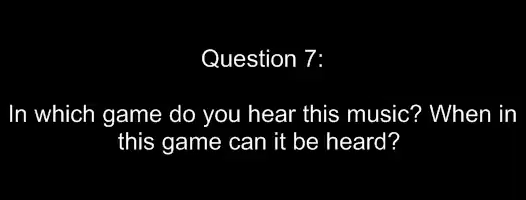 Question 7:
In which game do you hear this music? When in
this game can it be heard?